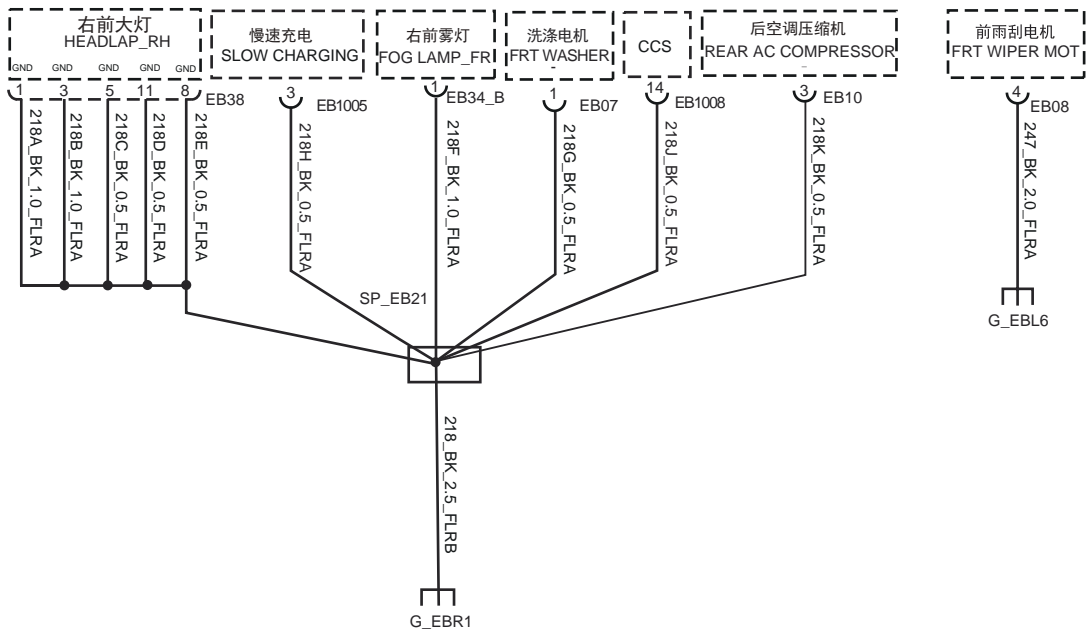 右前大灯
HEADLAP_RH
GND GND GND GND GND
1 3 5 11 8 EB38
慢速充电
SLOW CHARGING
3 EB1005
右前雾灯
FOG LAMP_FR
1 EB34_B
洗涤电机
FRT WASHER
-
1 EB07
CCS
14 EB1008
后空调压缩机
REAR AC COMPRESSOR
-
3 EB10
前雨刮电机
FRT WIPER MOT
4 EB08
218A_BK_1.0_FLRA
218B_BK_1.0_FLRA
218C_BK_0.5_FLRA
218D_BK_0.5_FLRA
218E_BK_0.5_FLRA
218H_BK_0.5_FLRA
218F_BK_1.0_FLRA
218G_BK_0.5_FLRA
218J_BK_0.5_FLRA
218K_BK_0.5_FLRA
247_BK_2.0_FLRA
SP_EB21
G_EBL6
218_BK_2.5_FLRB
G_EBR1